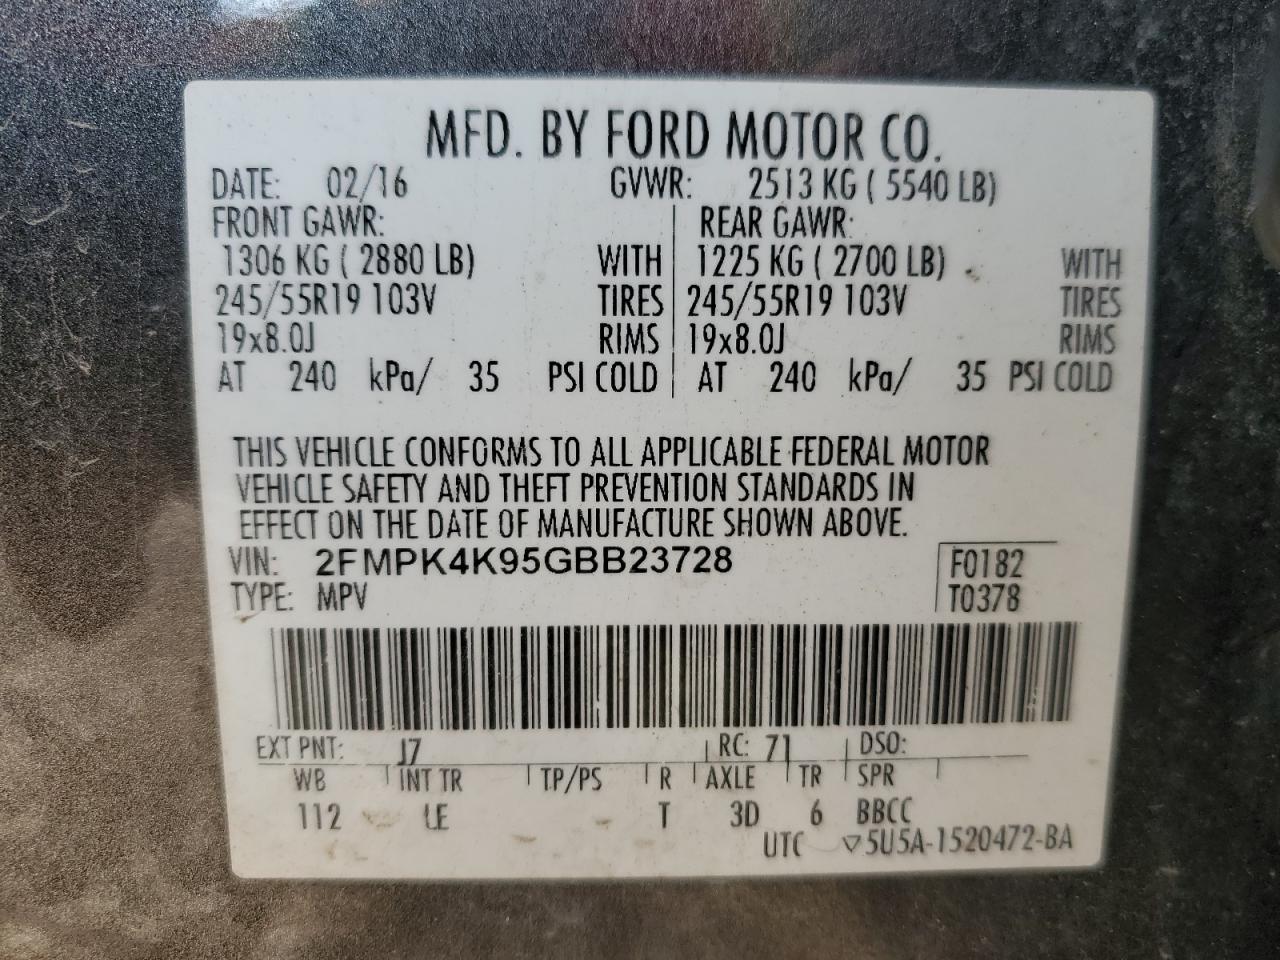 MFD. BY FORD MOTOR CO.
DATE: 02/16 GVWR: 2513 KG ( 5540 LB)
FRONT GAWR: REAR GAWR:
1306 KG ( 2880 LB) WITH 1225 KG ( 2700 LB) WITH
245/55R19 103V TIRES 245/55R19 103V TIRES
19x8.0J RIMS 19x8.0J RIMS
AT 240 kPa/ 35 PSI COLD AT 240 kPa/ 35 PSI COLD
THIS VEHICLE CONFORMS TO ALL APPLICABLE FEDERAL MOTOR
VEHICLE SAFETY AND THEFT PREVENTION STANDARDS IN
EFFECT ON THE DATE OF MANUFACTURE SHOWN ABOVE.
VIN: 2FMPK4K95GBB23728 F0182
TYPE: MPV T0378
EXT PNT: J7 RC: 71 DSO:
WB INT TR TP/PS R AXLE TR SPR
112 LE T 3D 6 BBCC
UTC ▽5U5A-1520472-BA